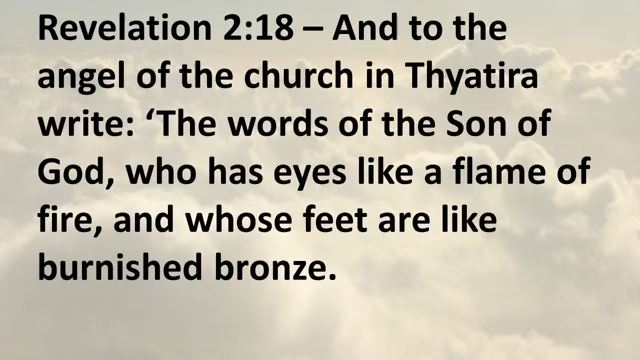 Revelation 2:18 – And to the
angel of the church in Thyatira
write: ‘The words of the Son of
God, who has eyes like a flame of
fire, and whose feet are like
burnished bronze.